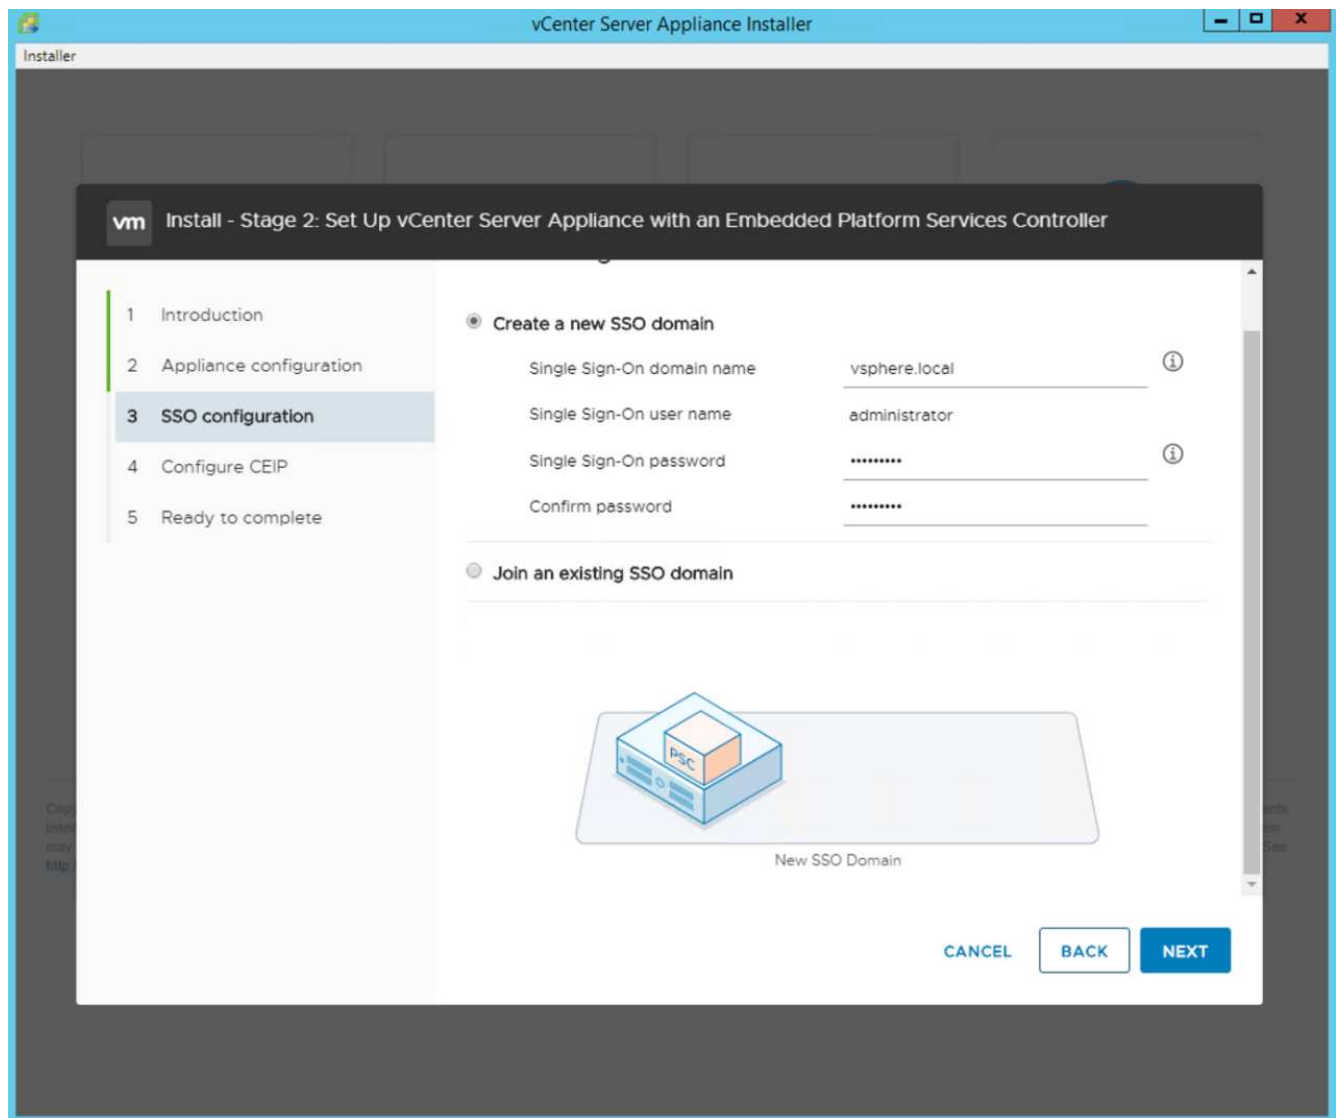 vCenter Server Appliance Installer
Installer
vm Install - Stage 2: Set Up vCenter Server Appliance with an Embedded Platform Services Controller
1 Introduction
2 Appliance configuration
3 SSO configuration
4 Configure CEIP
5 Ready to complete
Create a new SSO domain
Single Sign-On domain name vsphere.local
Single Sign-On user name administrator
Single Sign-On password •••••••••
Confirm password •••••••••
Join an existing SSO domain
PSC
New SSO Domain
CANCEL BACK NEXT